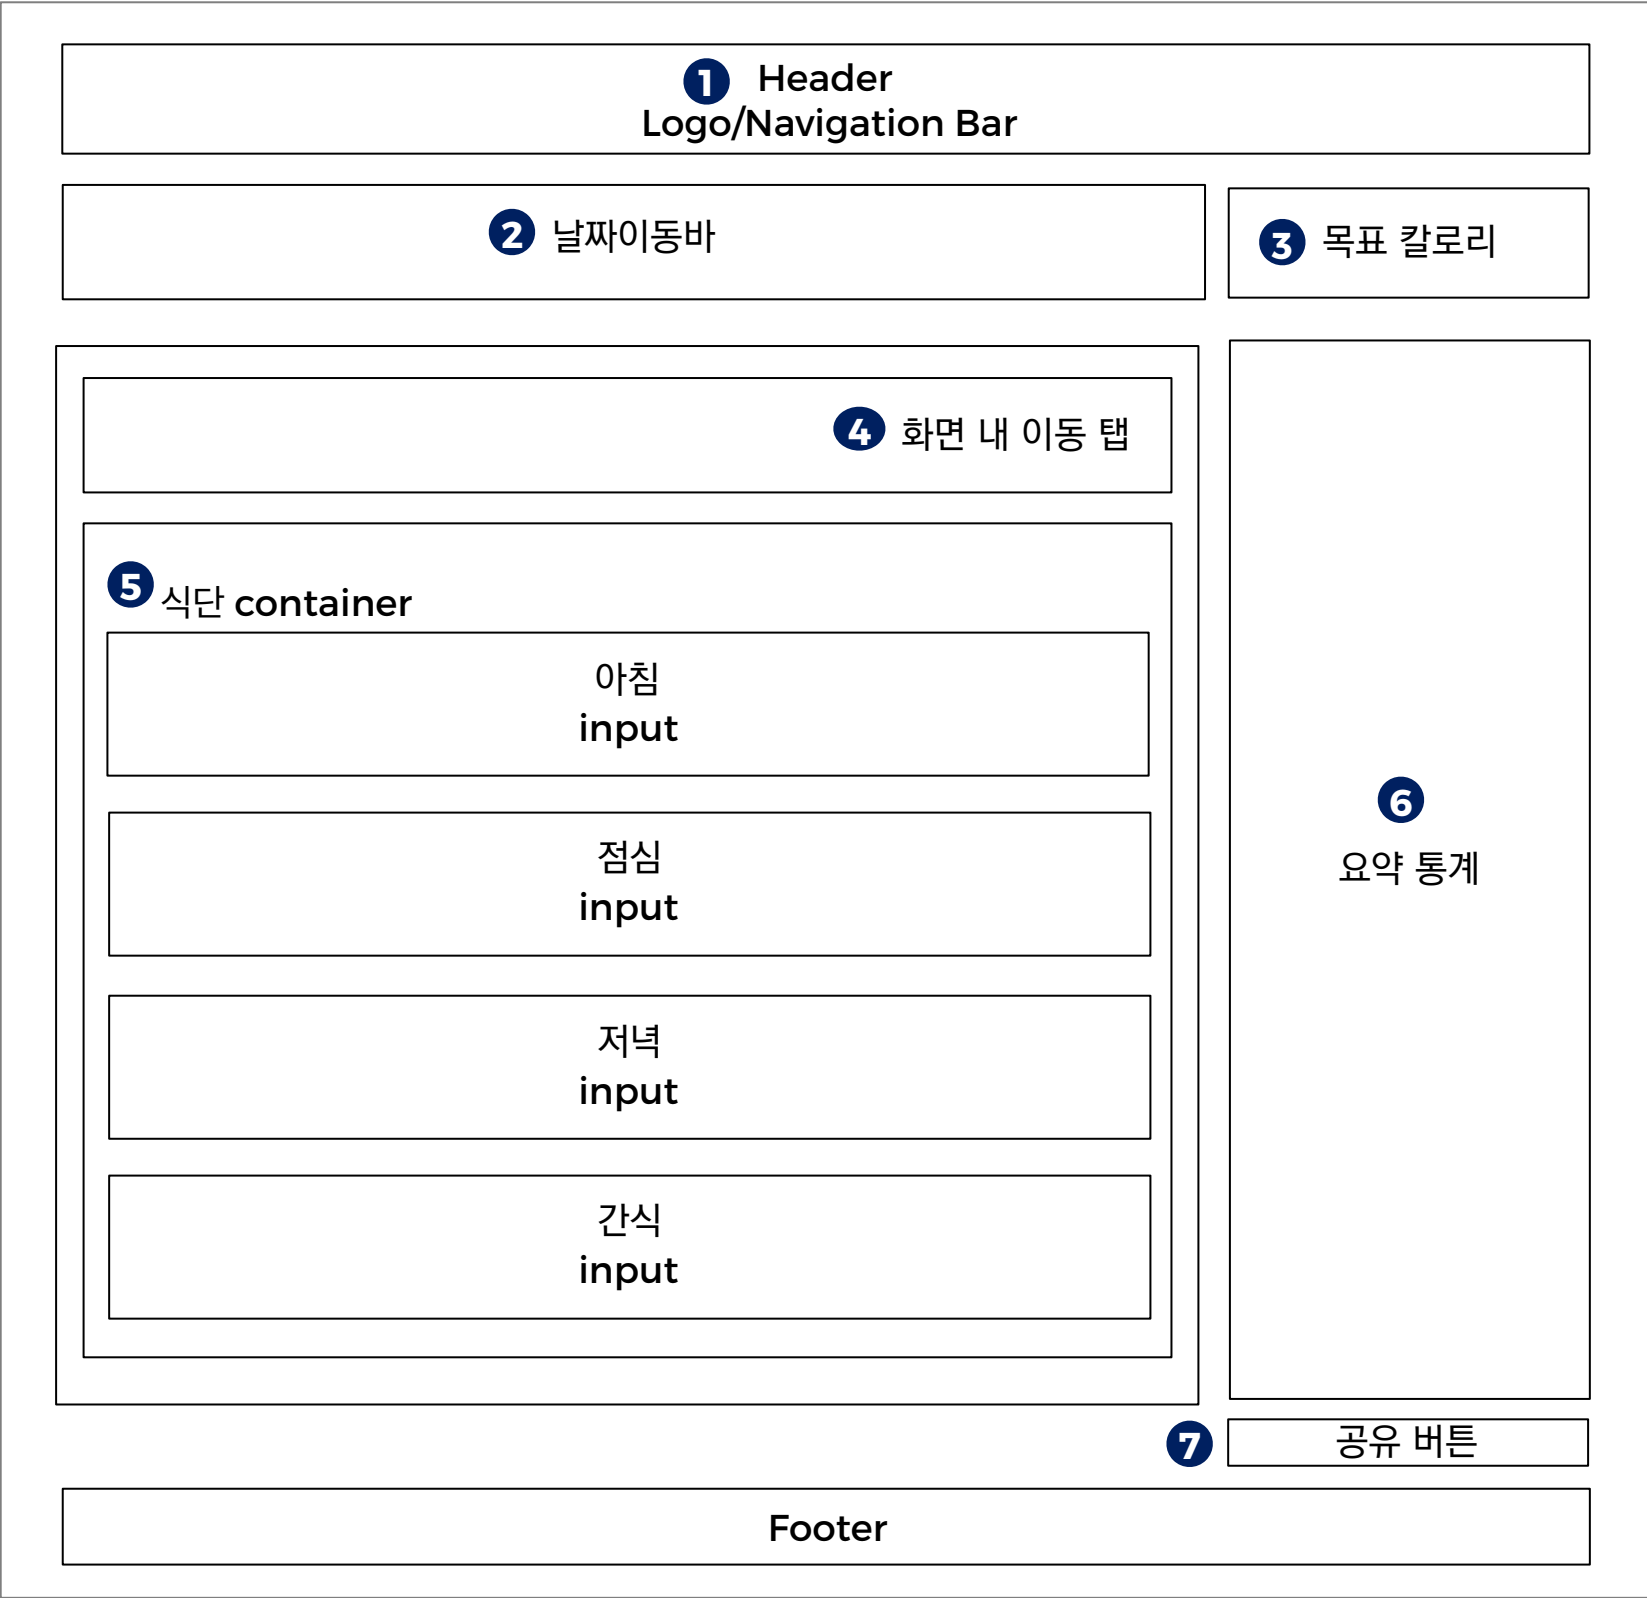 1 Header
Logo/Navigation Bar
2 날짜이동바
3 목표 칼로리
4 화면 내 이동 탭
5 식단 container
아침
input
점심
input
저녁
input
간식
input
6
요약 통계
7 공유 버튼
Footer